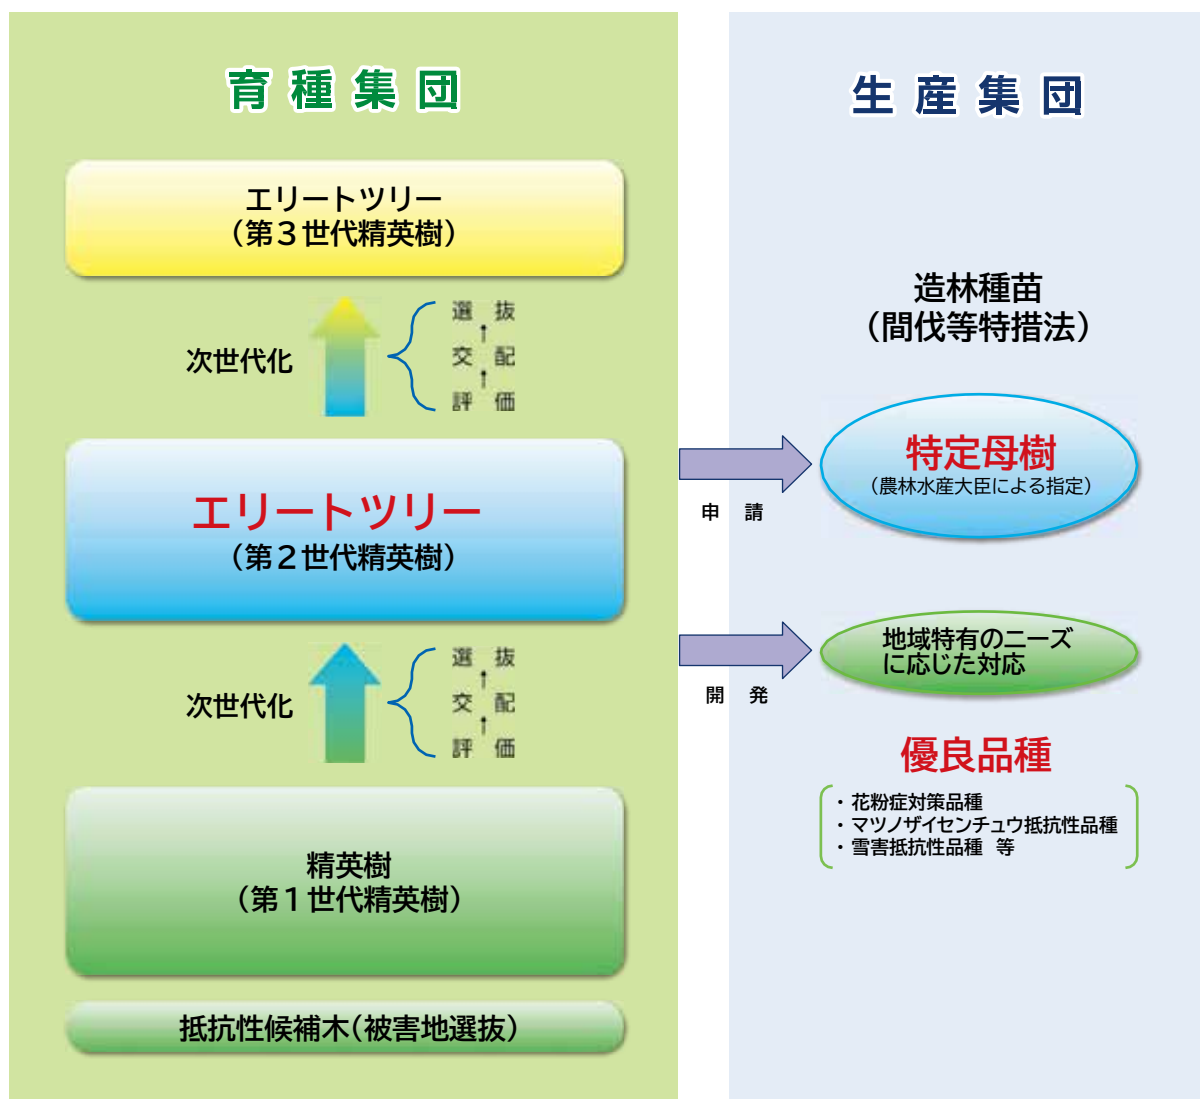 育種集団
エリートツリー
（第３世代精英樹）
次世代化
選抜
↑
交配
↑
評価
エリートツリー
（第２世代精英樹）
次世代化
選抜
↑
交配
↑
評価
精英樹
（第１世代精英樹）
抵抗性候補木（被害地選抜）
申請
開発
生産集団
造林種苗
（間伐等特措法）
特定母樹
（農林水産大臣による指定）
地域特有のニーズ
に応じた対応
優良品種
・花粉症対策品種
・マツノザイセンチュウ抵抗性品種
・雪害抵抗性品種　等